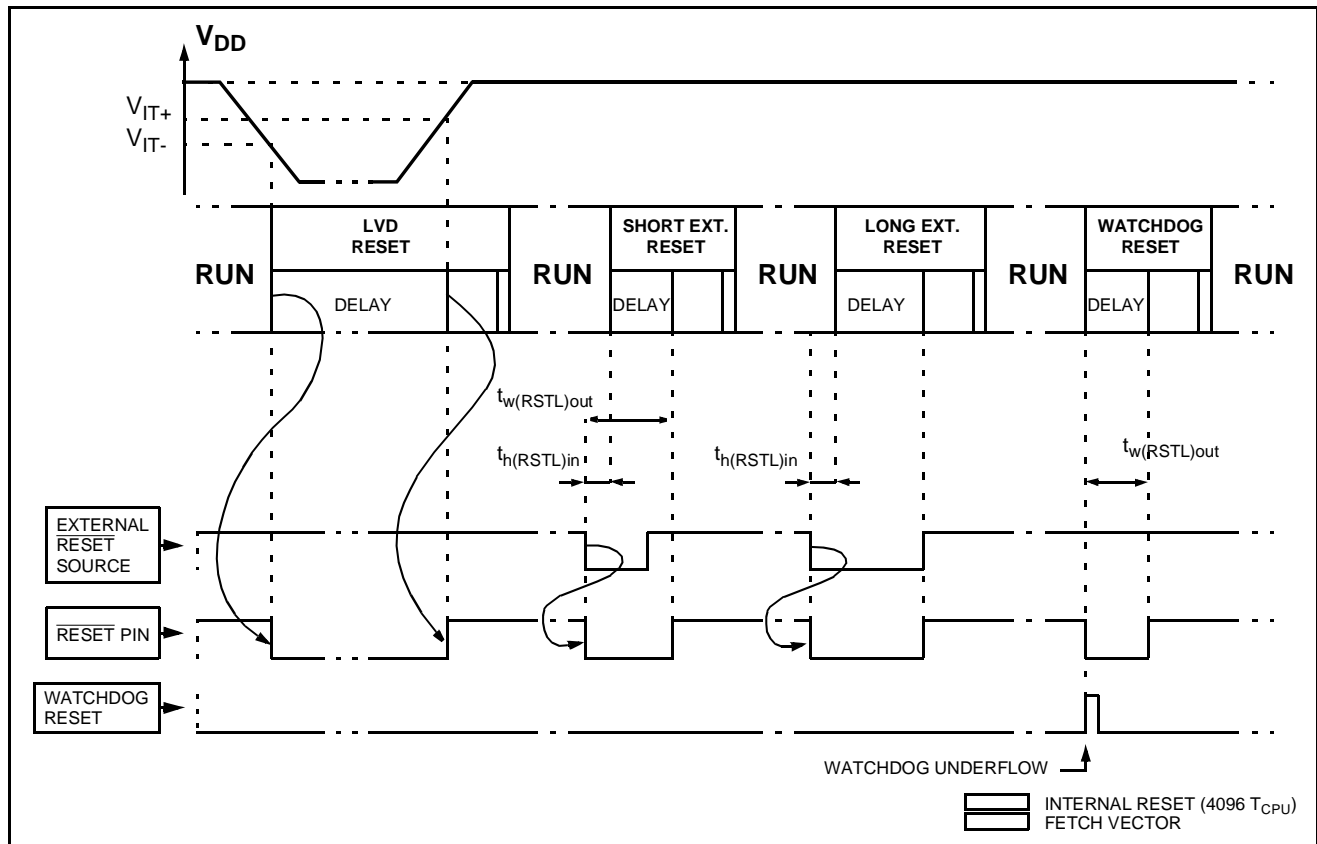 VDD
VIT+
VIT-
LVD
RESET
SHORT EXT.
RESET
LONG EXT.
RESET
WATCHDOG
RESET
RUN
RUN
RUN
RUN
RUN
DELAY
DELAY
DELAY
DELAY
tw(RSTL)out
th(RSTL)in
th(RSTL)in
tw(RSTL)out
EXTERNAL
RESET
SOURCE
RESET PIN
WATCHDOG
RESET
WATCHDOG UNDERFLOW
INTERNAL RESET (4096 TCPU)
FETCH VECTOR